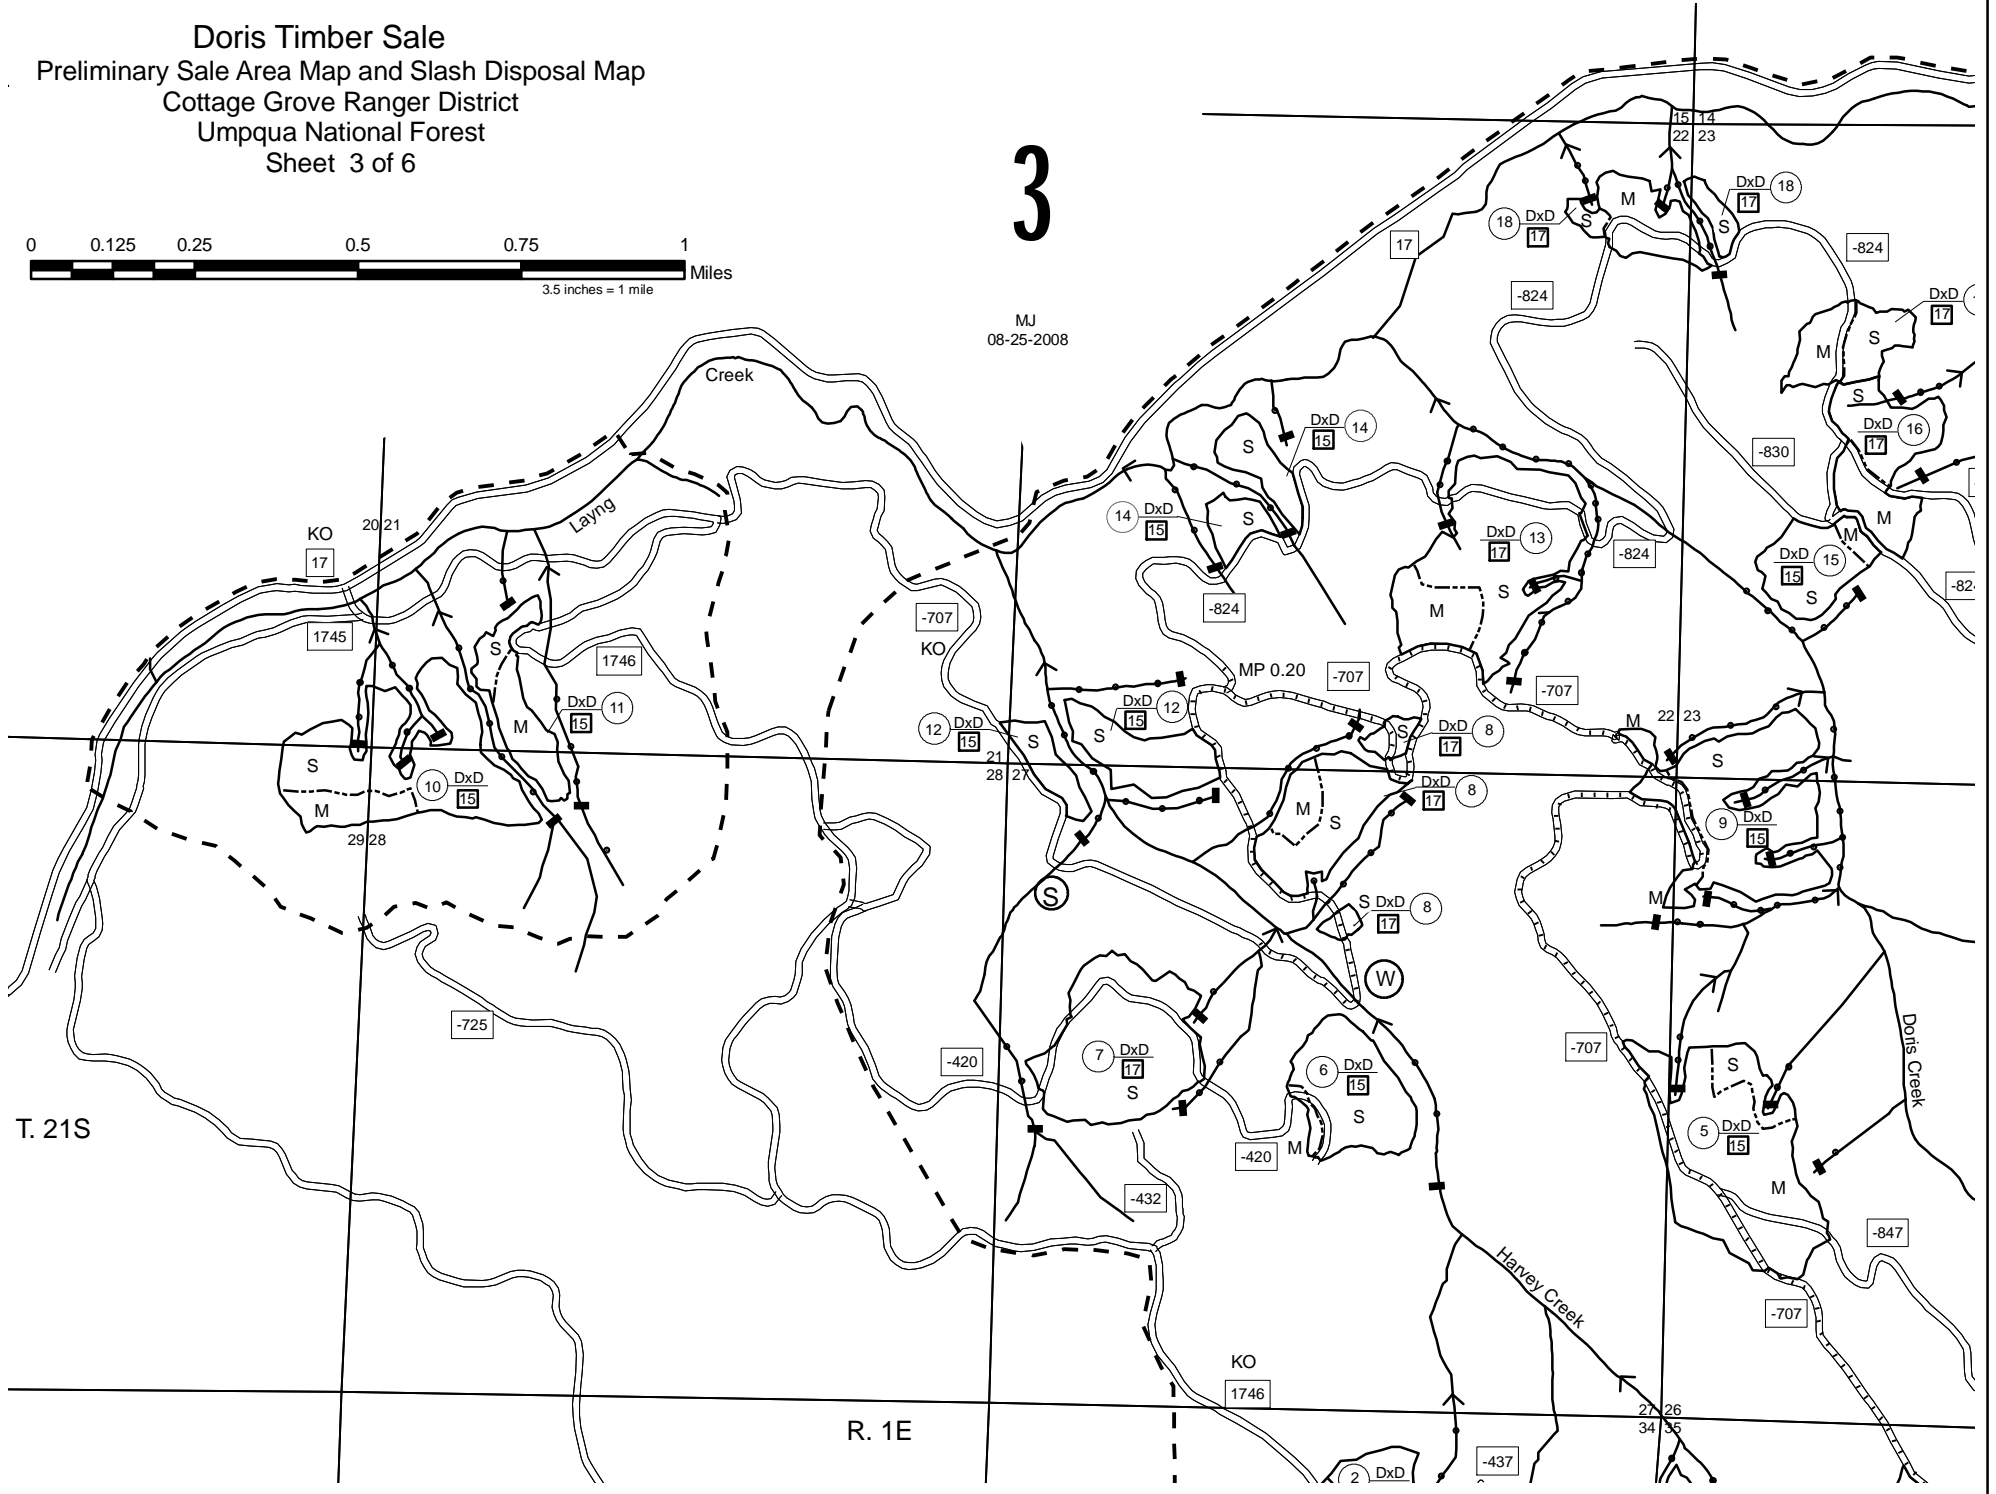 Doris Timber Sale
Preliminary Sale Area Map and Slash Disposal Map
Cottage Grove Ranger District
Umpqua National Forest
Sheet 3 of 6
3
0 0.125 0.25 0.5 0.75 1
Miles
3.5 inches = 1 mile
MJ
08-25-2008
15 14
22 23
DxD 18
17
M
S
18 DxD
17
S
17
-824
-824
DxD
17
S
M
S
DxD 16
17
-830
Creek
DxD 14
15
S
14 DxD
15
S
Layng
20 21
KO
17
DxD 13
17
-824
M
M
DxD 15
15
S
-824
S
M
-824
-707
KO
1745
1746
S
MP 0.20
-707
-707
DxD 11
15
M
12 DxD
15
S
DxD 12
15
S
DxD 8
17
S
M
22 23
S
21
28 27
S
M
10 DxD
15
DxD 8
17
M
S
9 DxD
15
29 28
S
S DxD 8
17
M
W
-725
-420
7 DxD
17
S
6 DxD
15
S
M
-707
S
Doris Creek
5 DxD
15
M
T. 21S
-420
-432
-847
Harvey Creek
-707
KO
1746
R. 1E
27 26
34 35
-437
2 DxD